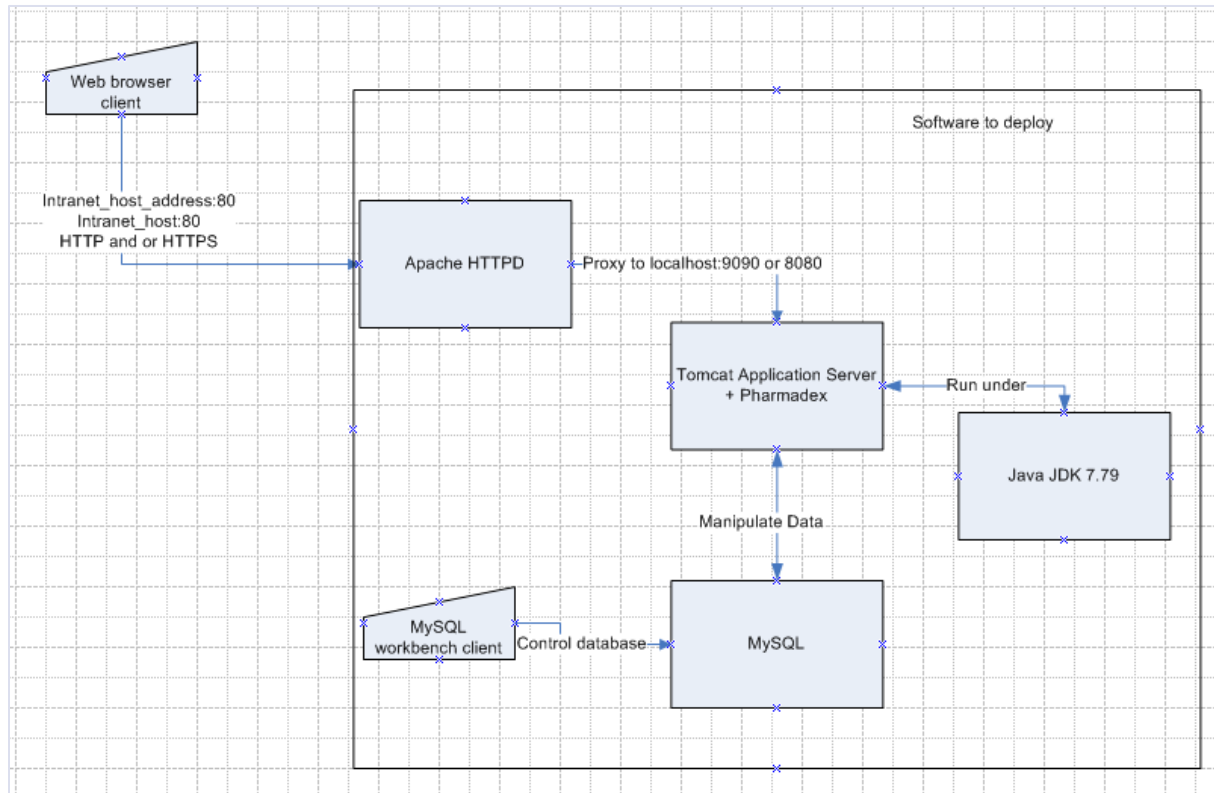 Web browser
client
Software to deploy
Intranet_host_address:80
Intranet_host:80
HTTP and or HTTPS
Apache HTTPD
Proxy to localhost:9090 or 8080
Tomcat Application Server
+ Pharmadex
Run under
Java JDK 7.79
Manipulate Data
MySQL
workbench client
Control database
MySQL